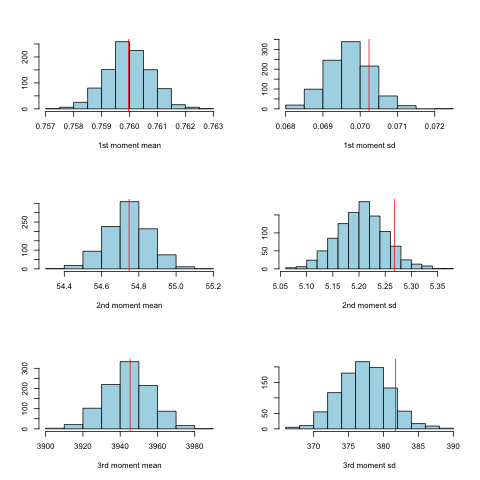 0 50 100 200
0.757 0.758 0.759 0.760 0.761 0.762 0.763
1st moment mean
0 100 200 300
0.068 0.069 0.070 0.071 0.072
1st moment sd
0 50 150 250
54.4 54.6 54.8 55.0 55.2
2nd moment mean
0 50 100 150
5.05 5.10 5.15 5.20 5.25 5.30 5.35
2nd moment sd
0 50 100 200 300
3900 3920 3940 3960 3980
3rd moment mean
0 50 100 150
370 375 380 385 390
3rd moment sd